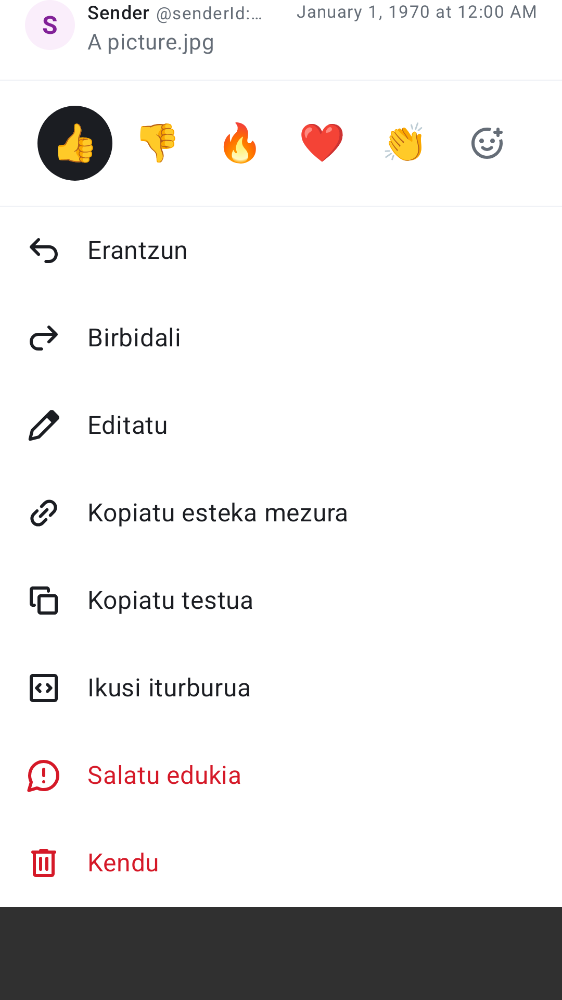 S
Sender @senderId:… January 1, 1970 at 12:00 AM
A picture.jpg
Erantzun
Birbidali
Editatu
Kopiatu esteka mezura
Kopiatu testua
Ikusi iturburua
Salatu edukia
Kendu